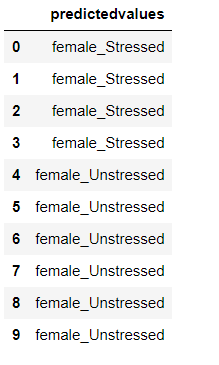 predictedvalues
0 female_Stressed
1 female_Stressed
2 female_Stressed
3 female_Stressed
4 female_Unstressed
5 female_Unstressed
6 female_Unstressed
7 female_Unstressed
8 female_Unstressed
9 female_Unstressed